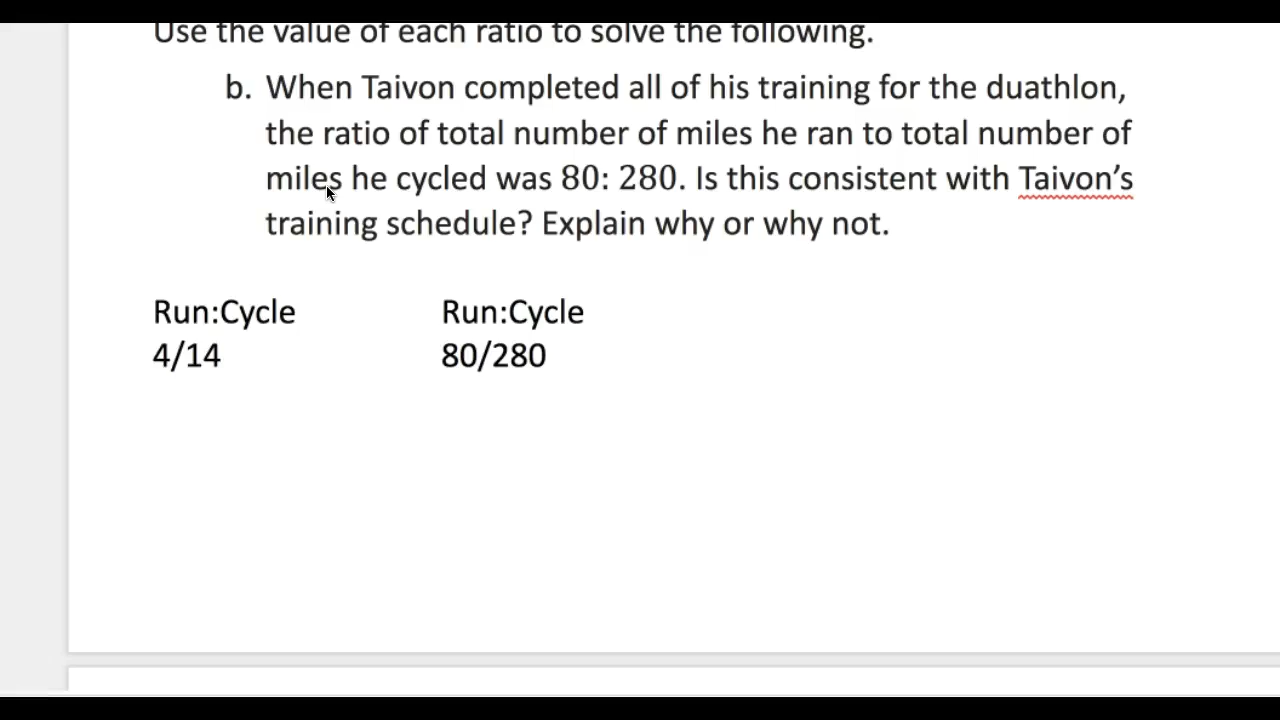 Use the value of each ratio to solve the following.
b. When Taivon completed all of his training for the duathlon,
the ratio of total number of miles he ran to total number of
miles he cycled was 80: 280. Is this consistent with Taivon’s
training schedule? Explain why or why not.
Run:Cycle Run:Cycle
4/14 80/280